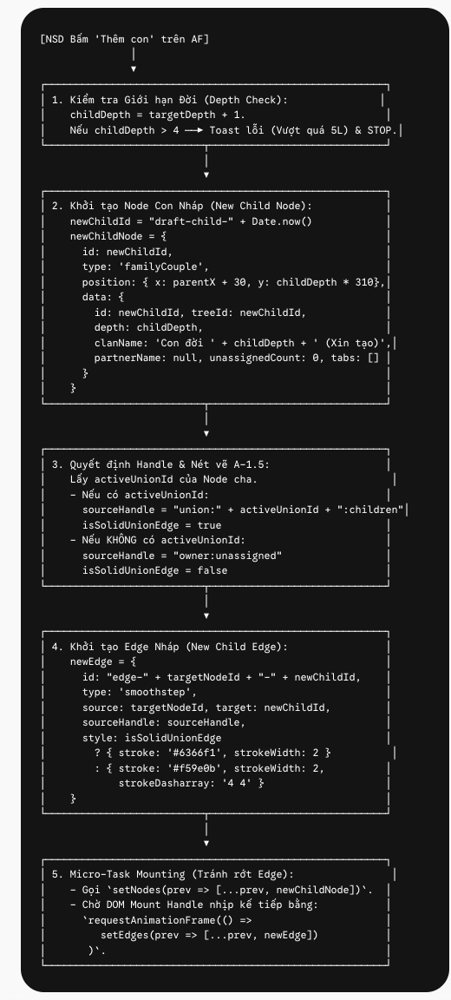 [NSD Bấm 'Thêm con' trên AF]
1. Kiểm tra Giới hạn Đời (Depth Check):
childDepth = targetDepth + 1.
Nếu childDepth > 4 ──► Toast lỗi (Vượt quá 5L) & STOP.
2. Khởi tạo Node Con Nháp (New Child Node):
newChildId = "draft-child-" + Date.now()
newChildNode = {
id: newChildId,
type: 'familyCouple',
position: { x: parentX + 30, y: childDepth * 310},
data: {
id: newChildId, treeId: newChildId,
depth: childDepth,
clanName: 'Con đời ' + childDepth + ' (Xin tạo)',
partnerName: null, unassignedCount: 0, tabs: []
}
}
3. Quyết định Handle & Nét vẽ A-1.5:
Lấy activeUnionId của Node cha.
- Nếu có activeUnionId:
sourceHandle = "union:" + activeUnionId + ":children"
isSolidUnionEdge = true
- Nếu KHÔNG có activeUnionId:
sourceHandle = "owner:unassigned"
isSolidUnionEdge = false
4. Khởi tạo Edge Nháp (New Child Edge):
newEdge = {
id: "edge-" + targetNodeId + "-" + newChildId,
type: 'smoothstep',
source: targetNodeId, target: newChildId,
sourceHandle: sourceHandle,
style: isSolidUnionEdge
? { stroke: '#6366f1', strokeWidth: 2 }
: { stroke: '#f59e0b', strokeWidth: 2,
strokeDasharray: '4 4' }
}
5. Micro-Task Mounting (Tránh rớt Edge):
- Gọi `setNodes(prev => [...prev, newChildNode])`.
- Chờ DOM Mount Handle nhịp kế tiếp bằng:
`requestAnimationFrame(() =>
setEdges(prev => [...prev, newEdge])
)`.